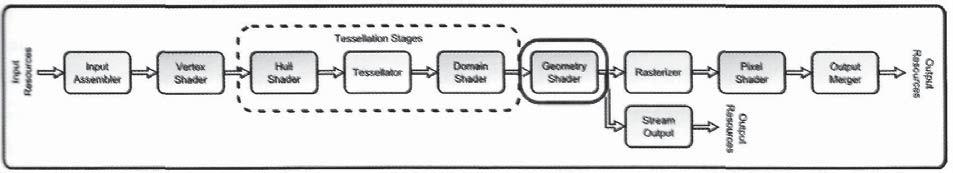 Tessellation Stages
Input
Resources
Input
Assembler
Vertex
Shader
Hull
Shader
Tessellator
Domain
Shader
Geometry
Shader
Rasterizer
Pixel
Shader
Output
Merger
Output
Resources
Stream
Output
Output
Resources